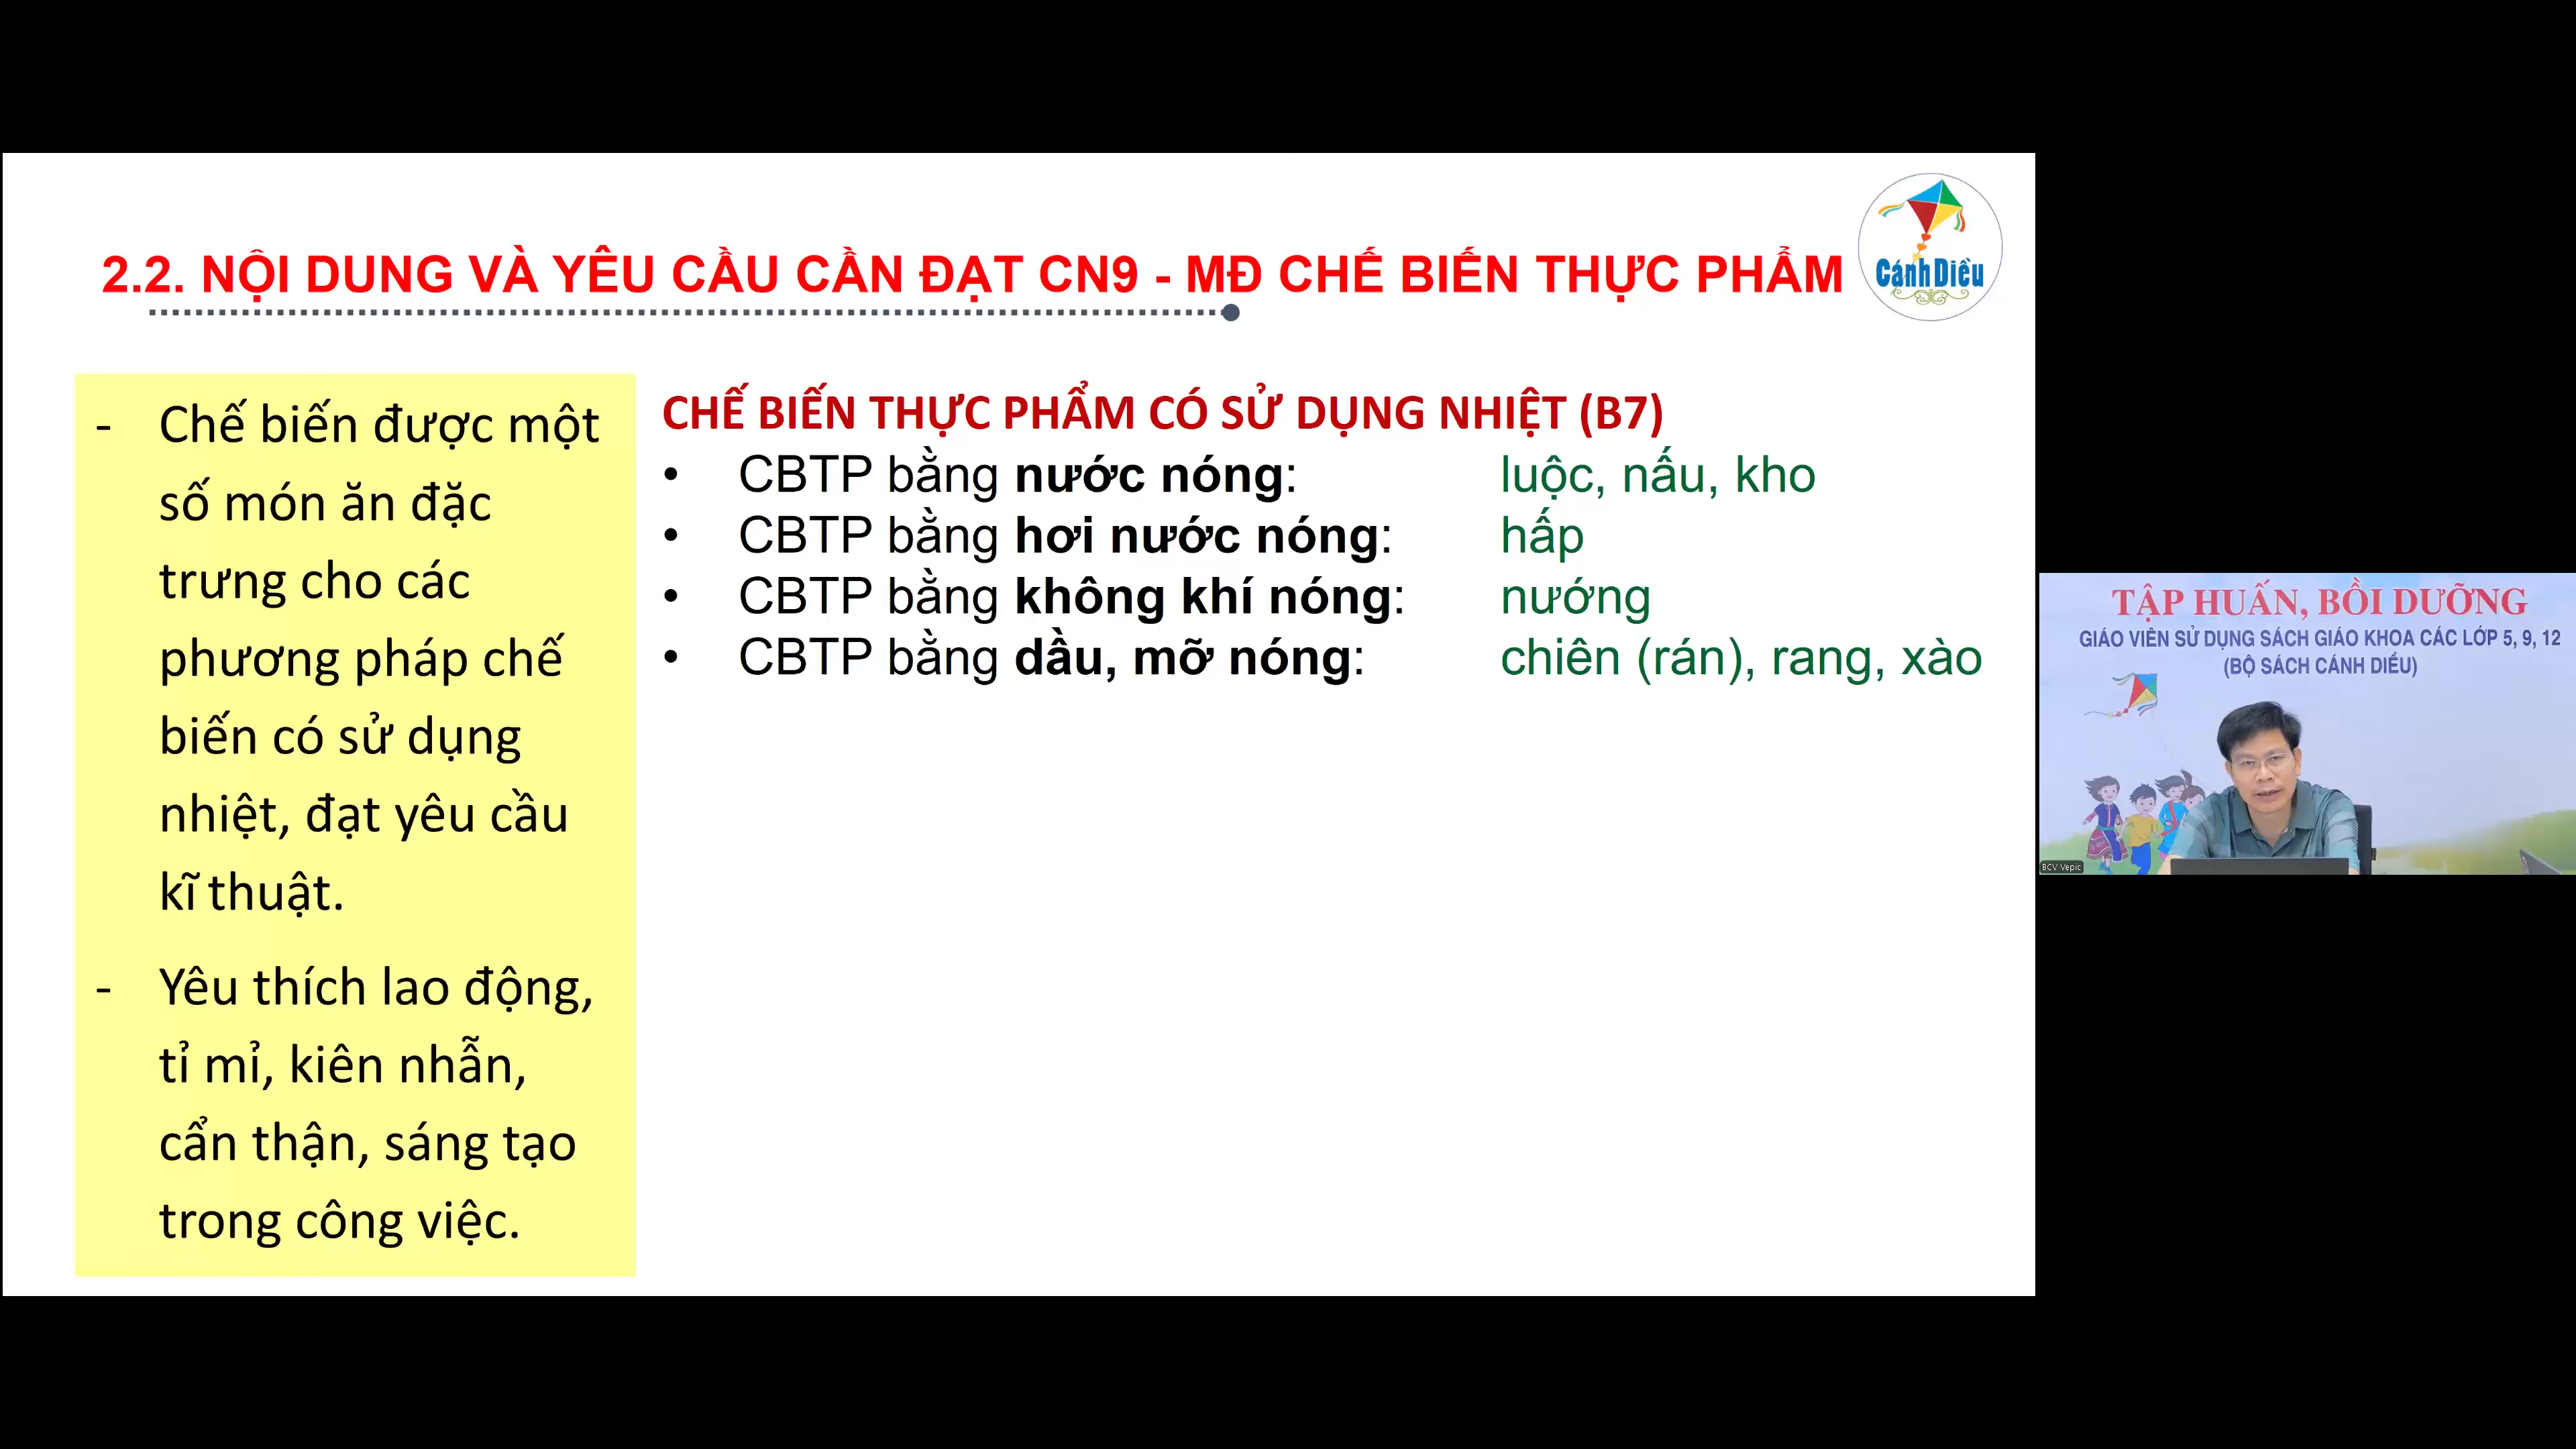 2.2. NỘI DUNG VÀ YÊU CẦU CẦN ĐẠT CN9 - MĐ CHẾ BIẾN THỰC PHẨM
Cánh Diều
- Chế biến được một
số món ăn đặc
trưng cho các
phương pháp chế
biến có sử dụng
nhiệt, đạt yêu cầu
kĩ thuật.
- Yêu thích lao động,
tỉ mỉ, kiên nhẫn,
cẩn thận, sáng tạo
trong công việc.
CHẾ BIẾN THỰC PHẨM CÓ SỬ DỤNG NHIỆT (B7)
• CBTP bằng nước nóng: luộc, nấu, kho
• CBTP bằng hơi nước nóng: hấp
• CBTP bằng không khí nóng: nướng
• CBTP bằng dầu, mỡ nóng: chiên (rán), rang, xào
TẬP HUẤN, BỒI DƯỠNG
GIÁO VIÊN SỬ DỤNG SÁCH GIÁO KHOA CÁC LỚP 5, 9, 12
(BỘ SÁCH CÁNH DIỀU)
BCV Vepic